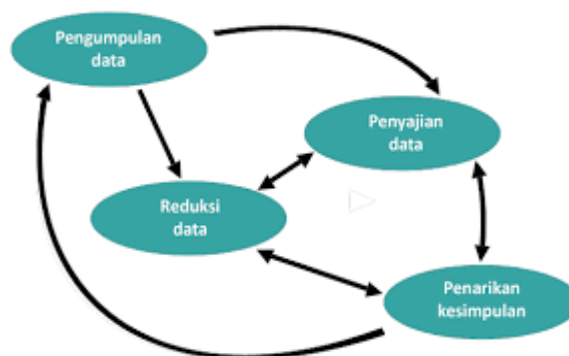 Pengumpulan
data
Penyajian
data
Reduksi
data
Penarikan
kesimpulan